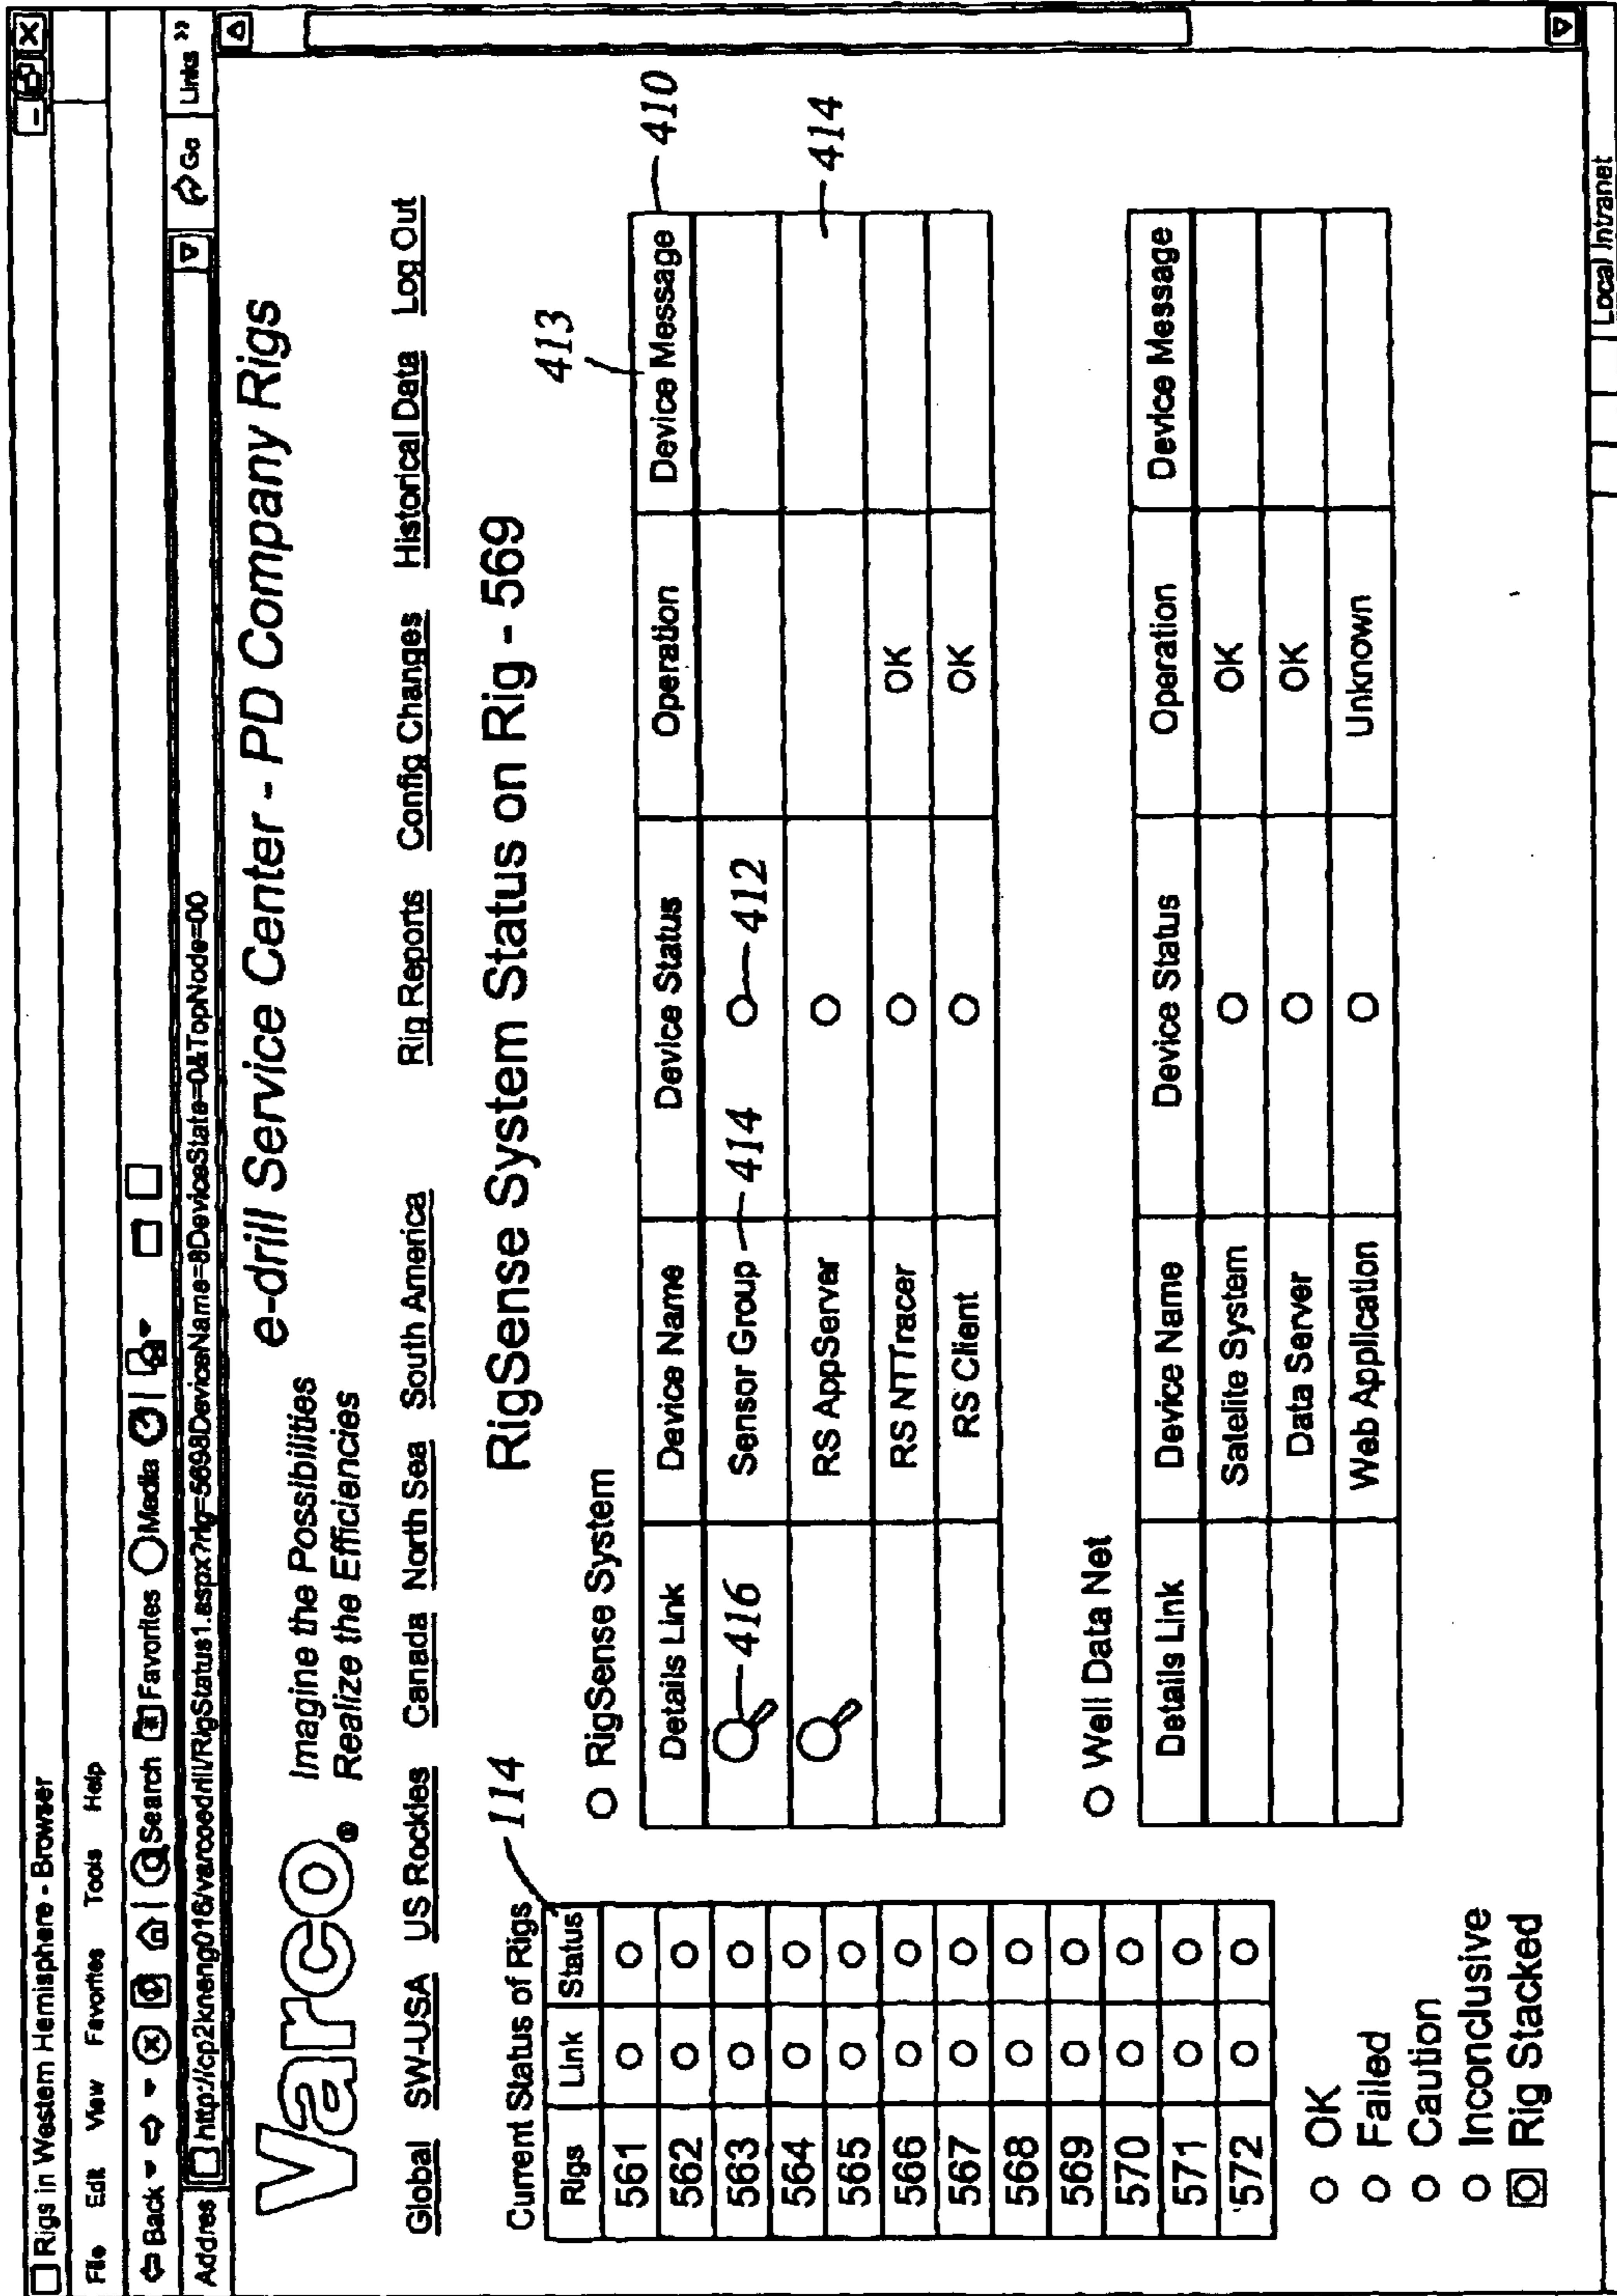 Rigs in Western Hemisphere - Browser
File Edit View Favorites Tools Help
Back Search Favorites Media
Addres http://cp2kneng016/varcoedrill/RigStatus1.aspx?rig=5698DeviceName=8DeviceState=0&TopNode=00 Go Links »
Varco® Imagine the Possibilities
Realize the Efficiencies
e-drill Service Center - PD Company Rigs
Global SW-USA US Rockies Canada North Sea South America Rig Reports Config Changes Historical Data Log Out
RigSense System Status on Rig - 569
Current Status of Rigs 114
Rigs Link Status
561
562
563
564
565
566
567
568
569
570
571
572
OK
Failed
Caution
Inconclusive
Rig Stacked
RigSense System 413
Details Link Device Name Device Status Operation Device Message 410
416 Sensor Group 414 412
RS AppServer 414
RS NTTracer OK
RS Client OK
Well Data Net
Details Link Device Name Device Status Operation Device Message
Satelite System OK
Data Server OK
Web Application Unknown
Local Intranet